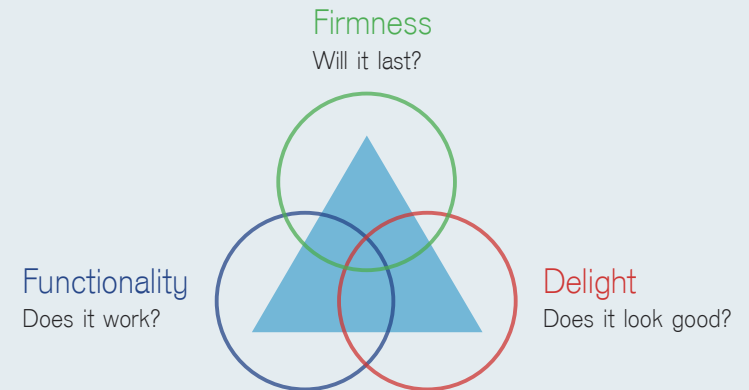 Firmness
Will it last?
Functionality
Does it work?
Delight
Does it look good?